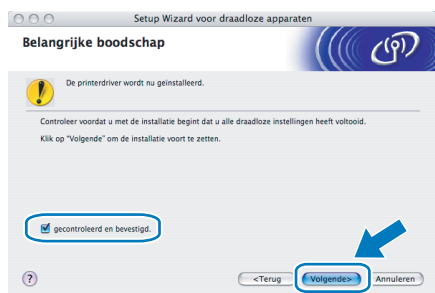 Setup Wizard voor draadloze apparaten
Belangrijke boodschap
De printerdriver wordt nu geïnstalleerd.
Controleer voordat u met de installatie begint dat u alle draadloze instellingen heeft voltooid.
Klik op "Volgende" om de installatie voort te zetten.
gecontroleerd en bevestigd.
?
<Terug
Volgende>
Annuleren